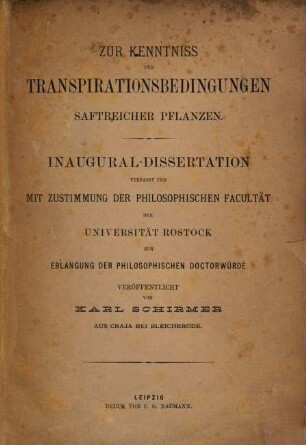 ZUR KENNTNISS
DER
TRANSPIRATIONSBEDINGUNGEN
SAFTREICHER PFLANZEN.
INAUGURAL-DISSERTATION
VERFASST UND
MIT ZUSTIMMUNG DER PHILOSOPHISCHEN FACULTÄT
DER
UNIVERSITÄT ROSTOCK
ZUR
ERLANGUNG DER PHILOSOPHISCHEN DOCTORWÜRDE
VERÖFFENTLICHT
VON
KARL SCHIRMER
AUS CRAJA BEI BLEICHERODE.
LEIPZIG
DRUCK VON C. G. NAUMANN.